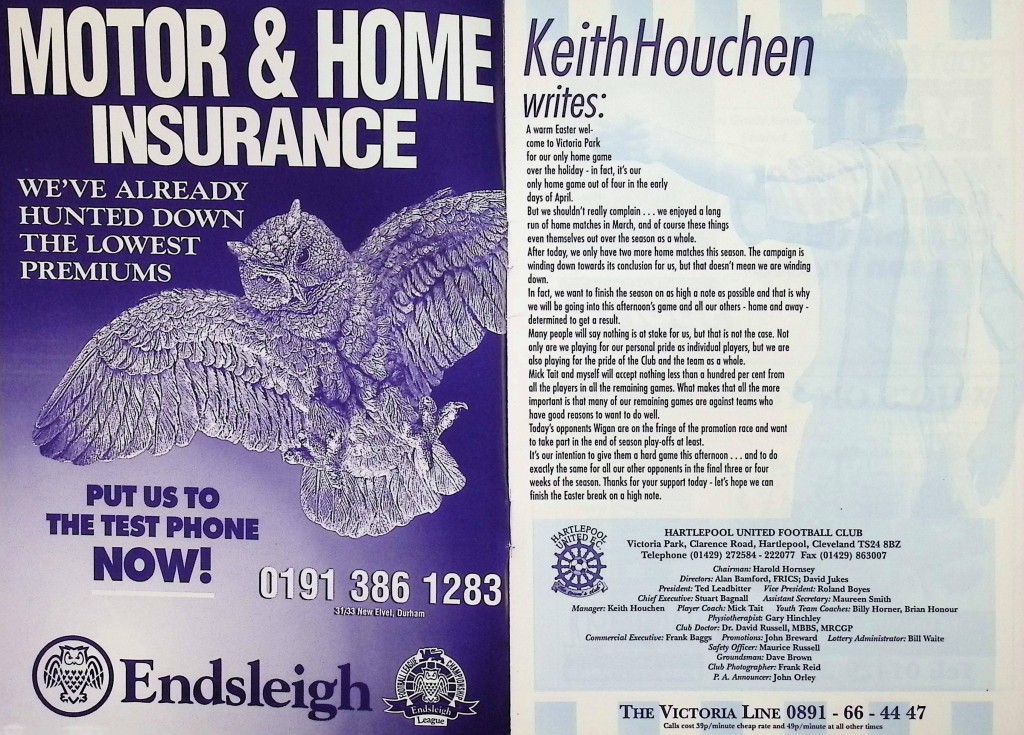 MOTOR & HOME
INSURANCE
WE'VE ALREADY
HUNTED DOWN
THE LOWEST
PREMIUMS
PUT US TO
THE TEST PHONE
NOW!
0191 386 1283
31/33 New Elvet, Durham
Endsleigh
Endsleigh
League
Keith Houchen
writes:
A warm Easter wel-
come to Victoria Park
for our only home game
over the holiday - in fact, it's our
only home game out of four in the early
days of April.
But we shouldn't really complain . . . we enjoyed a long
run of home matches in March, and of course these things
even themselves out over the season as a whole.
After today, we only have two more home matches this season. The campaign is
winding down towards its conclusion for us, but that doesn't mean we are winding
down.
In fact, we want to finish the season on as high a note as possible and that is why
we will be going into this afternoon's game and all our others - home and away -
determined to get a result.
Many people will say nothing is at stake for us, but that is not the case. Not
only are we playing for our personal pride as individual players, but we are
also playing for the pride of the Club and the team as a whole.
Mick Tait and myself will accept nothing less than a hundred per cent from
all the players in all the remaining games. What makes that all the more
important is that many of our remaining games are against teams who
have good reasons to want to do well.
Today's opponents Wigan are on the fringe of the promotion race and want
to take part in the end of season play-offs at least.
It's our intention to give them a hard game this afternoon . . . and to do
exactly the same for all our other opponents in the final three or four
weeks of the season. Thanks for your support today - let's hope we can
finish the Easter break on a high note.
HARTLEPOOL
UNITED F.C.
HARTLEPOOL UNITED FOOTBALL CLUB
Victoria Park, Clarence Road, Hartlepool, Cleveland TS24 8BZ
Telephone (01429) 272584 - 222077 Fax (01429) 863007
Chairman: Harold Hornsey
Directors: Alan Bamford, FRICS; David Jukes
President: Ted Leadbitter Vice President: Roland Boyes
Chief Executive: Stuart Bagnall Assistant Secretary: Maureen Smith
Manager: Keith Houchen Player Coach: Mick Tait Youth Team Coaches: Billy Horner, Brian Honour
Physiotherapist: Gary Hinchley
Club Doctor: Dr. David Russell, MBBS, MRCGP
Commercial Executive: Frank Baggs Promotions: John Breward Lottery Administrator: Bill Waite
Safety Officer: Maurice Russell
Groundsman: Dave Brown
Club Photographer: Frank Reid
P. A. Announcer: John Orley
THE VICTORIA LINE 0891 - 66 - 44 47
Calls cost 39p/minute cheap rate and 49p/minute at all other times